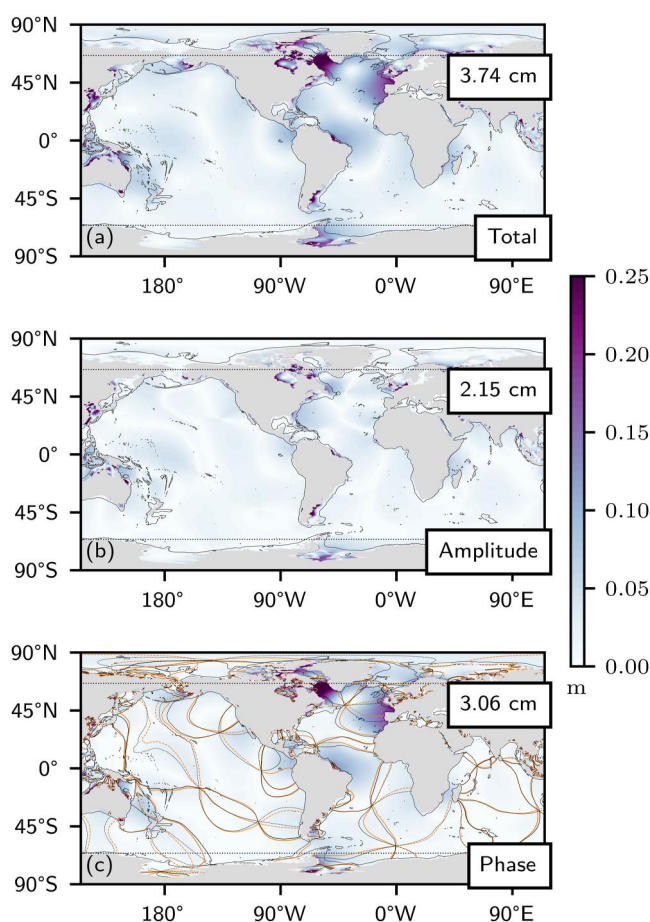 90°N
45°N
0°
45°S
90°S
3.74 cm
(a)
Total
180°
90°W
0°W
90°E
90°N
45°N
0°
45°S
90°S
2.15 cm
(b)
Amplitude
180°
90°W
0°W
90°E
90°N
45°N
0°
45°S
90°S
3.06 cm
(c)
Phase
180°
90°W
0°W
90°E
0.25
0.20
0.15
0.10
0.05
0.00
m